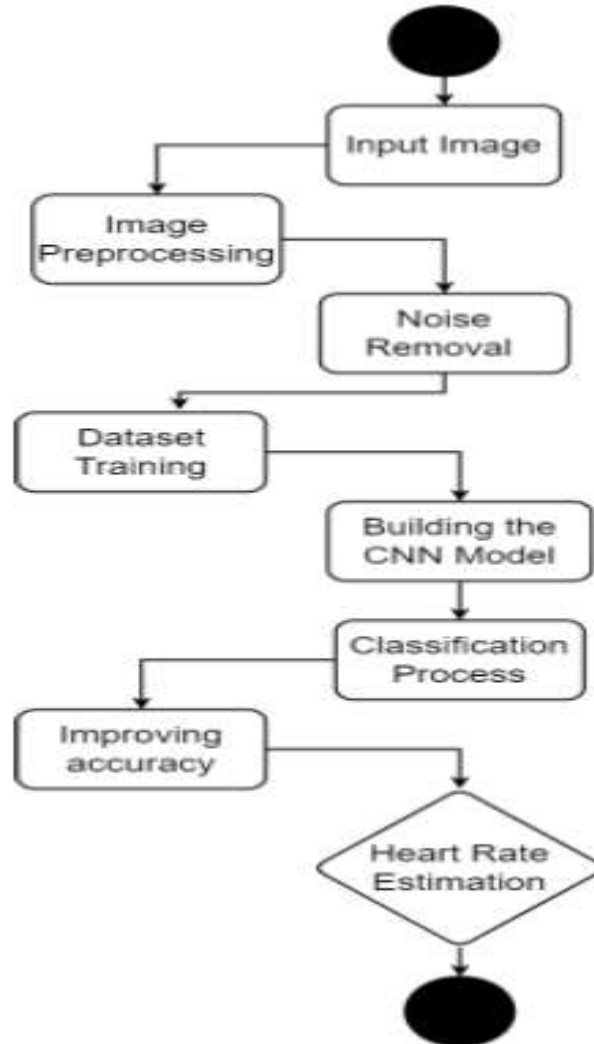 Input Image
Image
Preprocessing
Noise
Removal
Dataset
Training
Building the
CNN Model
Classification
Process
Improving
accuracy
Heart Rate
Estimation